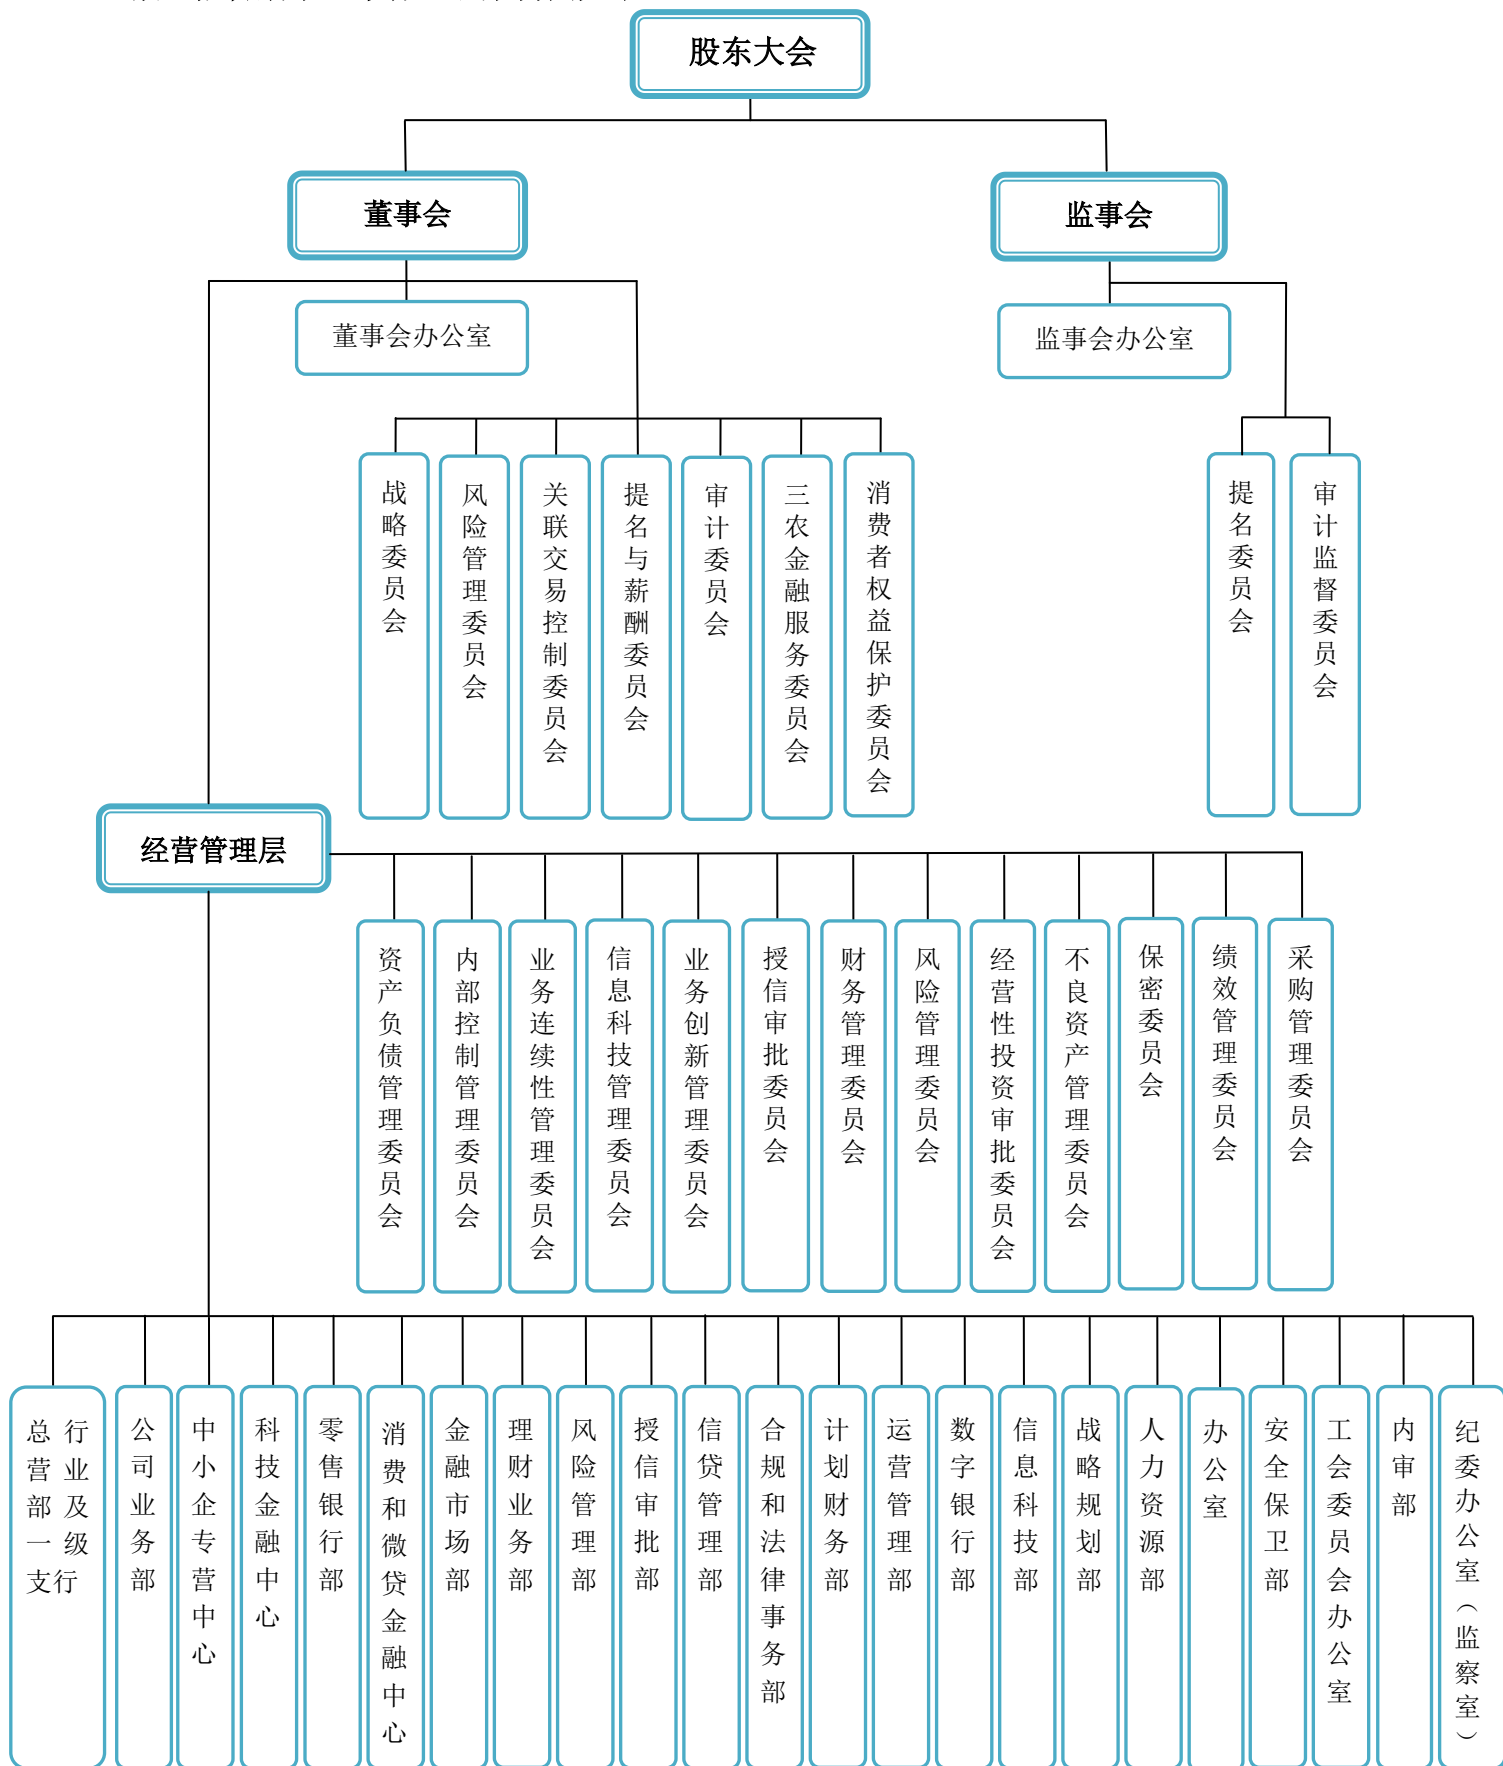 股东大会
董事会
监事会
董事会办公室
监事会办公室
战略委员会
风险管理委员会
关联交易控制委员会
提名与薪酬委员会
审计委员会
三农金融服务委员会
消费者权益保护委员会
提名委员会
审计监督委员会
经营管理层
资产负债管理委员会
内部控制管理委员会
业务连续性管理委员会
信息科技管理委员会
业务创新管理委员会
授信审批委员会
财务管理委员会
风险管理委员会
经营性投资审批委员会
不良资产管理委员会
保密委员会
绩效管理委员会
采购管理委员会
总行
营业
部及
一级
支行
公司业务部
中小企专营中心
科技金融中心
零售银行部
消费和微贷金融中心
金融市场部
理财业务部
风险管理部
授信审批部
信贷管理部
合规和法律事务部
计划财务部
运营管理部
数字银行部
信息科技部
战略规划部
人力资源部
办公室
安全保卫部
工会委员会办公室
内审部
纪委办公室（监察室）